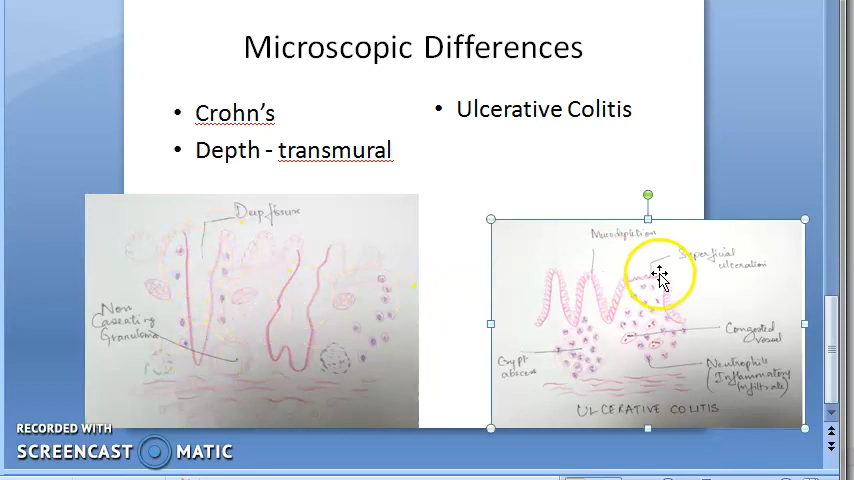 Microscopic Differences
• Crohn's
• Depth - transmural
• Ulcerative Colitis
Deep fissure
Non
Caseating
Granuloma
Mucodepletion
Superficial
ulceration
Congested
vessel
Crypt
abscess
Neutrophils
(Inflammatory
infiltrate)
ULCERATIVE COLITIS
RECORDED WITH
SCREENCAST MATIC